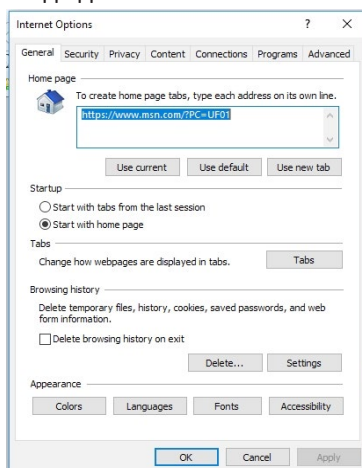 Internet Options
? X
General Security Privacy Content Connections Programs Advanced
Home page
To create home page tabs, type each address on its own line.
https://www.msn.com/?PC=UF01
Use current Use default Use new tab
Startup
Start with tabs from the last session
Start with home page
Tabs
Change how webpages are displayed in tabs. Tabs
Browsing history
Delete temporary files, history, cookies, saved passwords, and web
form information.
Delete browsing history on exit
Delete... Settings
Appearance
Colors Languages Fonts Accessibility
OK Cancel Apply